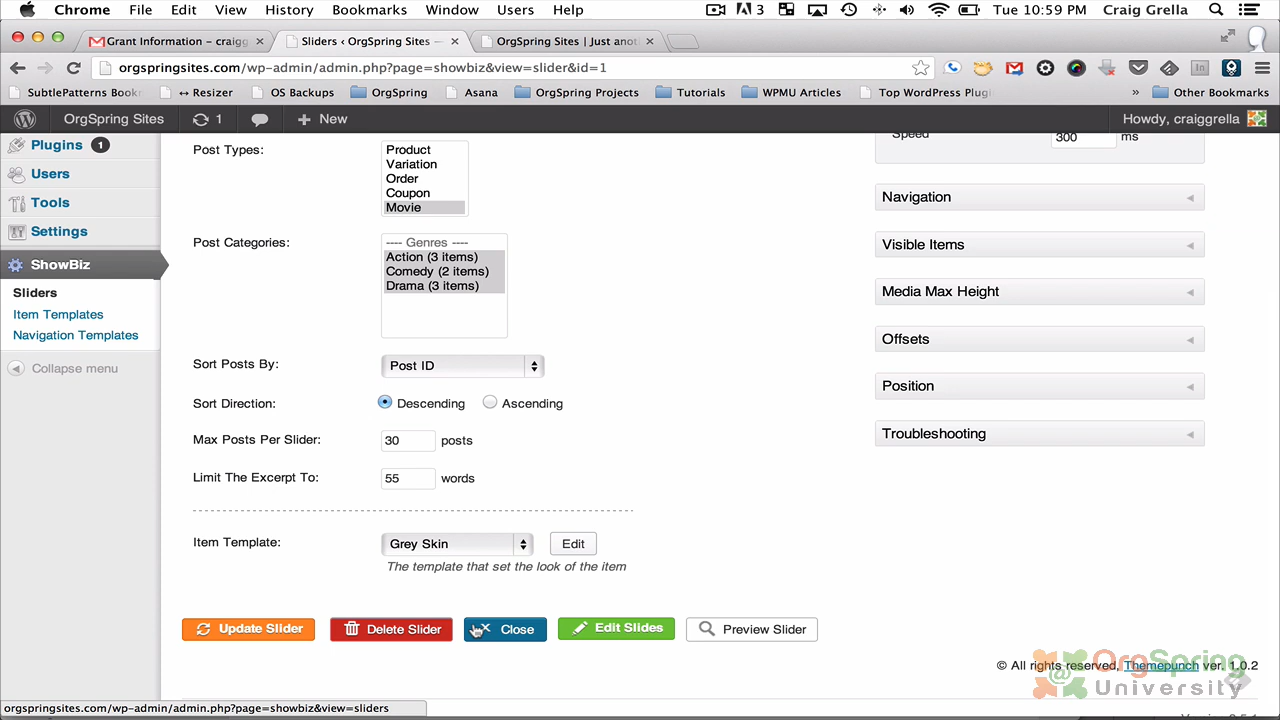 Chrome File Edit View History Bookmarks Window Users Help 3 Tue 10:59 PM Craig Grella
Grant Information – craigg Sliders ‹ OrgSpring Sites — OrgSpring Sites | Just anot
orgspringsites.com/wp-admin/admin.php?page=showbiz&view=slider&id=1
SubtlePatterns Book ↔ Resizer OS Backups OrgSpring Asana OrgSpring Projects Tutorials WPMU Articles Top WordPress Plugi » Other Bookmarks
OrgSpring Sites 1 + New Howdy, craiggrella
Plugins 1
Users
Tools
Settings
ShowBiz
Sliders
Item Templates
Navigation Templates
Collapse menu
Post Types:
Product
Variation
Order
Coupon
Movie
Post Categories:
---- Genres ----
Action (3 items)
Comedy (2 items)
Drama (3 items)
Sort Posts By: Post ID
Sort Direction: Descending Ascending
Max Posts Per Slider: 30 posts
Limit The Excerpt To: 55 words
Item Template: Grey Skin Edit
The template that set the look of the item
Update Slider Delete Slider Close Edit Slides Preview Slider
Speed 300 ms
Navigation
Visible Items
Media Max Height
Offsets
Position
Troubleshooting
© All rights reserved, Themepunch ver. 1.0.2
OrgSpring
University
orgspringsites.com/wp-admin/admin.php?page=showbiz&view=sliders